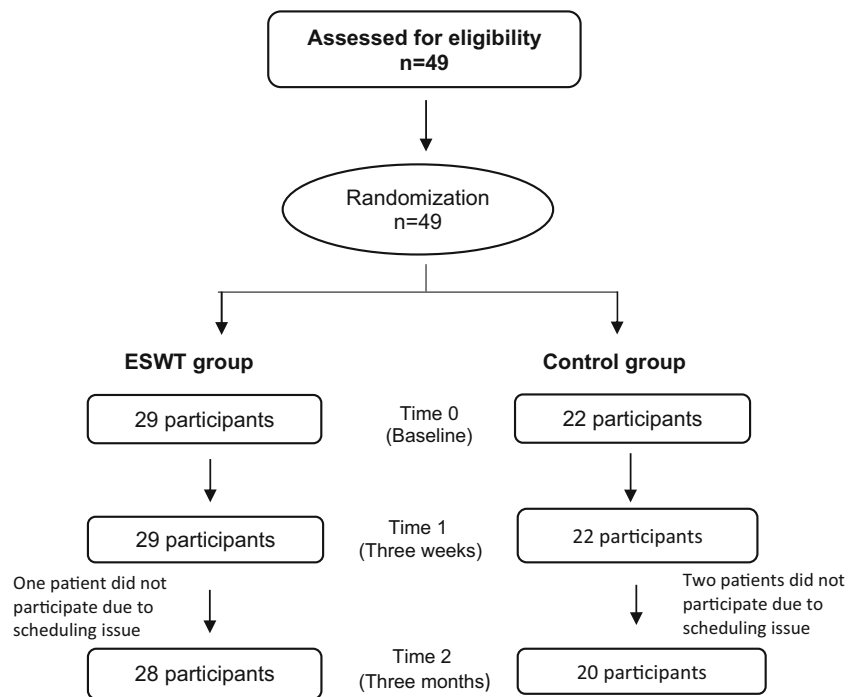 Assessed for eligibility
n=49
Randomization
n=49
ESWT group
Control group
29 participants
Time 0
(Baseline)
22 participants
29 participants
Time 1
(Three weeks)
22 participants
One patient did not
participate due to
scheduling issue
Two patients did not
participate due to
scheduling issue
28 participants
Time 2
(Three months)
20 participants